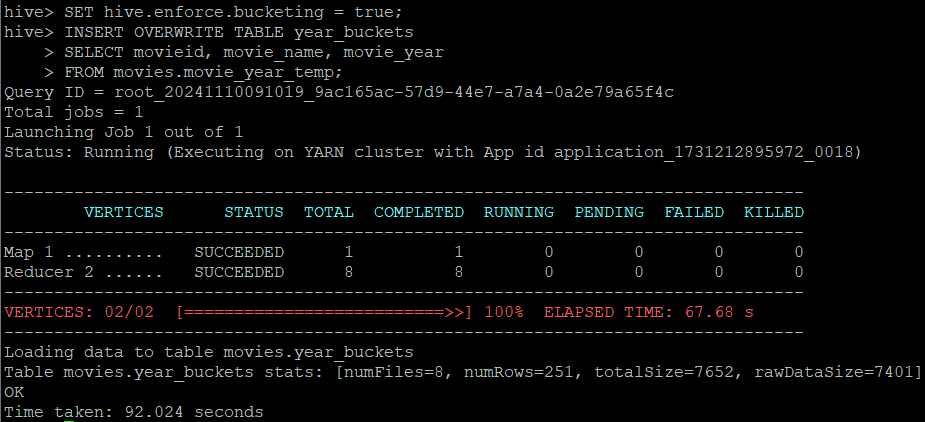 hive> SET hive.enforce.bucketing = true;
hive> INSERT OVERWRITE TABLE year_buckets
    > SELECT movieid, movie_name, movie_year
    > FROM movies.movie_year_temp;
Query ID = root_20241110091019_9ac165ac-57d9-44e7-a7a4-0a2e79a65f4c
Total jobs = 1
Launching Job 1 out of 1
Status: Running (Executing on YARN cluster with App id application_1731212895972_0018)
--------------------------------------------------------------------------------
        VERTICES      STATUS  TOTAL  COMPLETED  RUNNING  PENDING  FAILED  KILLED
--------------------------------------------------------------------------------
Map 1 ..........   SUCCEEDED      1          1        0        0       0       0
Reducer 2 ......   SUCCEEDED      8          8        0        0       0       0
--------------------------------------------------------------------------------
VERTICES: 02/02  [==========================>>] 100%  ELAPSED TIME: 67.68 s
--------------------------------------------------------------------------------
Loading data to table movies.year_buckets
Table movies.year_buckets stats: [numFiles=8, numRows=251, totalSize=7652, rawDataSize=7401]
OK
Time taken: 92.024 seconds